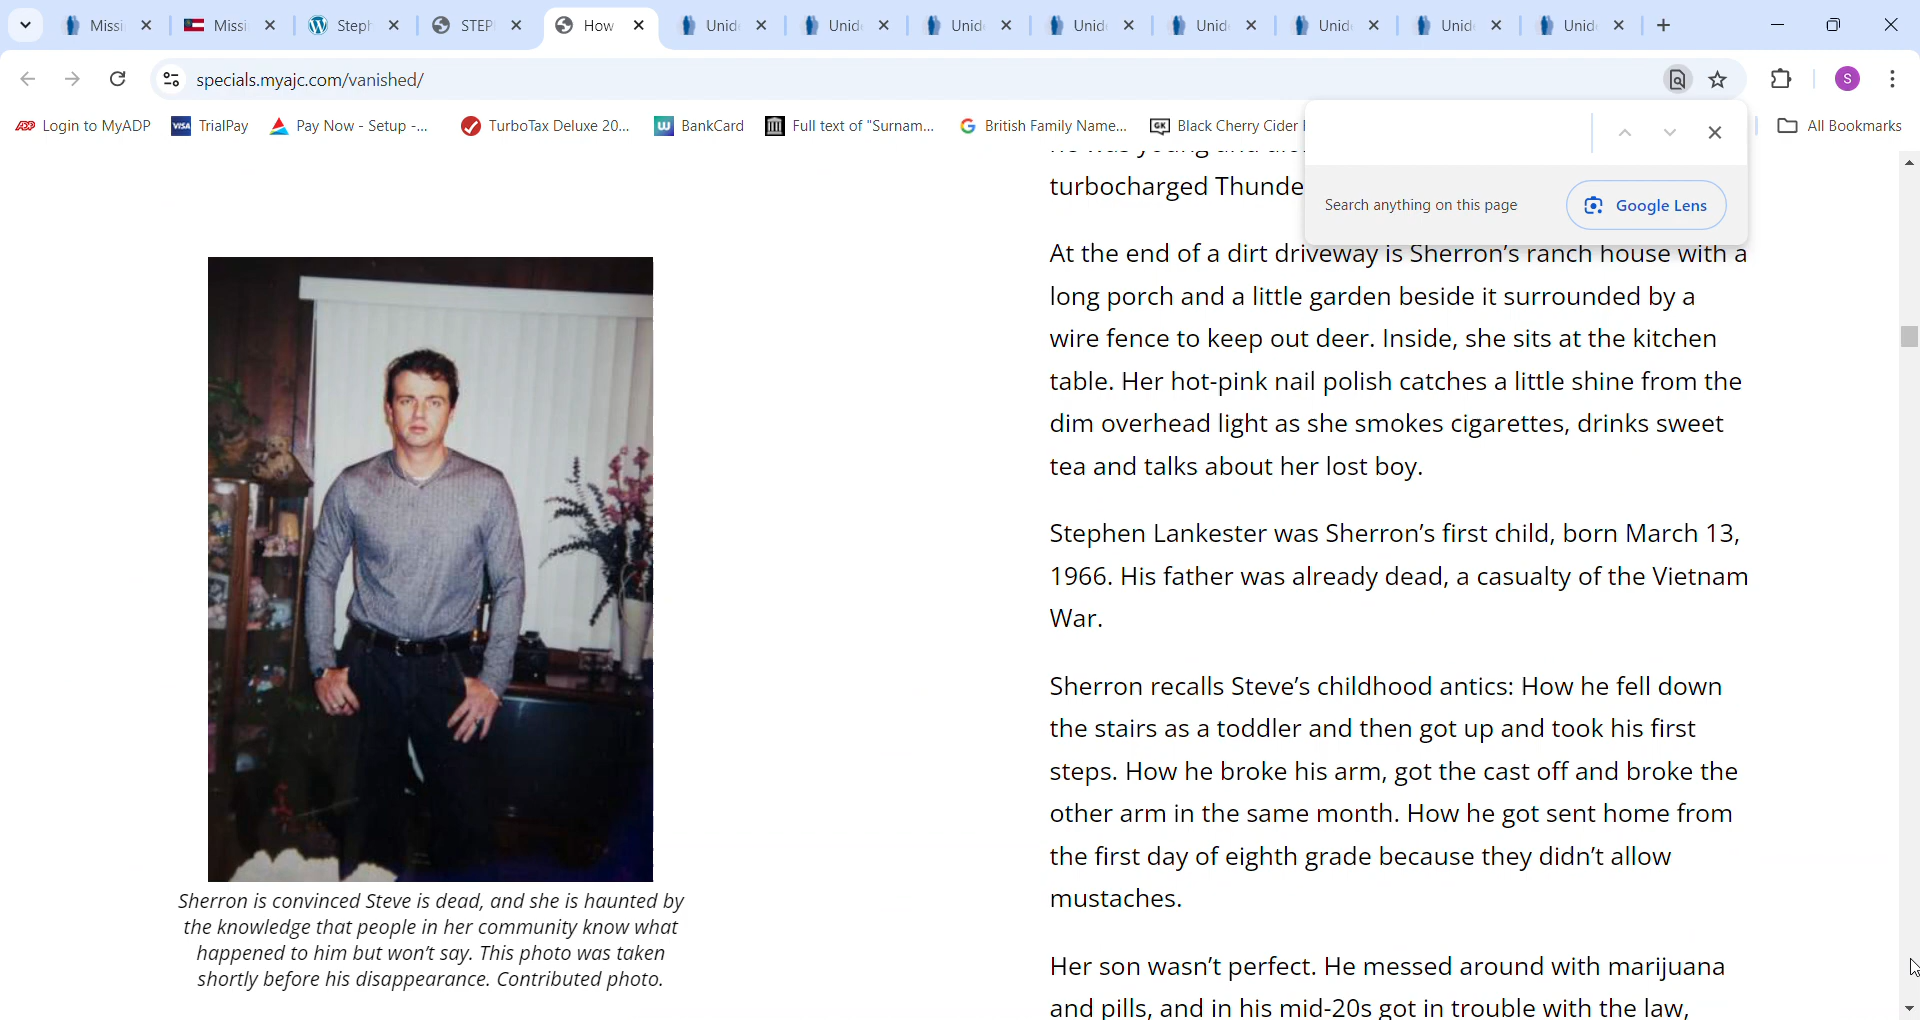 Missi
Missi
Steph
STEP
How
Unid
Unid
Unid
Unid
Unid
Unid
Unid
Unid
specials.myajc.com/vanished/
S
Login to MyADP
TrialPay
Pay Now - Setup -...
TurboTax Deluxe 20...
BankCard
Full text of "Surnam...
British Family Name...
Black Cherry Cider
All Bookmarks
Search anything on this page
Google Lens
turbocharged Thunde
At the end of a dirt driveway is Sherron's ranch house with a
long porch and a little garden beside it surrounded by a
wire fence to keep out deer. Inside, she sits at the kitchen
table. Her hot-pink nail polish catches a little shine from the
dim overhead light as she smokes cigarettes, drinks sweet
tea and talks about her lost boy.
Stephen Lankester was Sherron's first child, born March 13,
1966. His father was already dead, a casualty of the Vietnam
War.
Sherron recalls Steve's childhood antics: How he fell down
the stairs as a toddler and then got up and took his first
steps. How he broke his arm, got the cast off and broke the
other arm in the same month. How he got sent home from
the first day of eighth grade because they didn't allow
mustaches.
Her son wasn't perfect. He messed around with marijuana
and pills, and in his mid-20s got in trouble with the law,
Sherron is convinced Steve is dead, and she is haunted by
the knowledge that people in her community know what
happened to him but won't say. This photo was taken
shortly before his disappearance. Contributed photo.